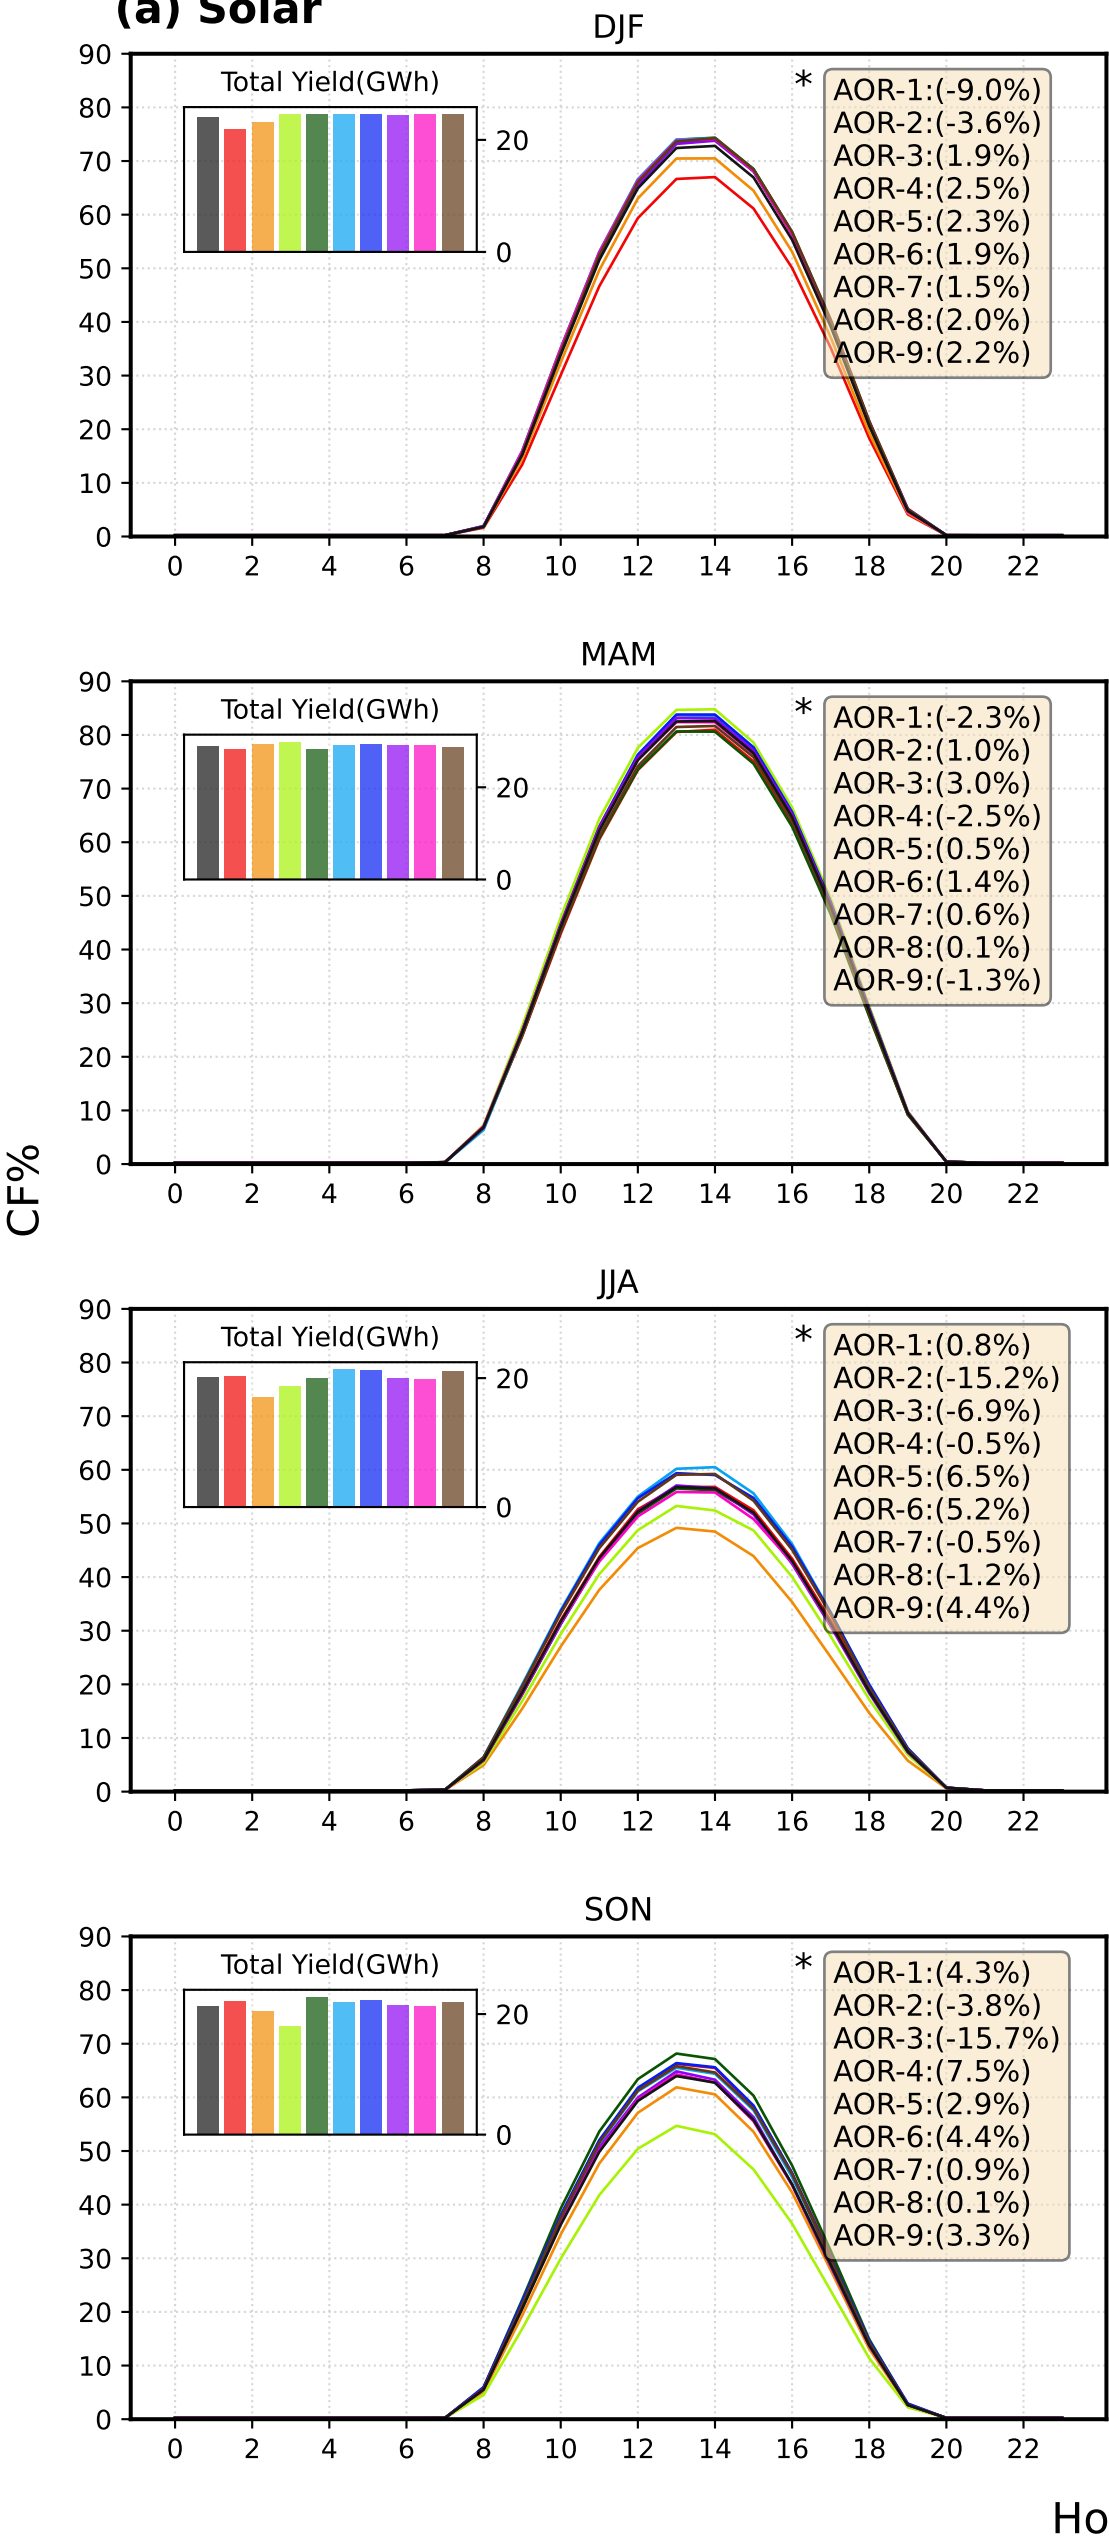 (a) Solar
DJF
90
80
70
60
50
40
30
20
10
0
Total Yield(GWh)
20
0
*
AOR-1:(-9.0%)
AOR-2:(-3.6%)
AOR-3:(1.9%)
AOR-4:(2.5%)
AOR-5:(2.3%)
AOR-6:(1.9%)
AOR-7:(1.5%)
AOR-8:(2.0%)
AOR-9:(2.2%)
0 2 4 6 8 10 12 14 16 18 20 22
MAM
90
80
70
60
50
40
30
20
10
0
Total Yield(GWh)
20
0
*
AOR-1:(-2.3%)
AOR-2:(1.0%)
AOR-3:(3.0%)
AOR-4:(-2.5%)
AOR-5:(0.5%)
AOR-6:(1.4%)
AOR-7:(0.6%)
AOR-8:(0.1%)
AOR-9:(-1.3%)
0 2 4 6 8 10 12 14 16 18 20 22
CF%
JJA
90
80
70
60
50
40
30
20
10
0
Total Yield(GWh)
20
0
*
AOR-1:(0.8%)
AOR-2:(-15.2%)
AOR-3:(-6.9%)
AOR-4:(-0.5%)
AOR-5:(6.5%)
AOR-6:(5.2%)
AOR-7:(-0.5%)
AOR-8:(-1.2%)
AOR-9:(4.4%)
0 2 4 6 8 10 12 14 16 18 20 22
SON
90
80
70
60
50
40
30
20
10
0
Total Yield(GWh)
20
0
*
AOR-1:(4.3%)
AOR-2:(-3.8%)
AOR-3:(-15.7%)
AOR-4:(7.5%)
AOR-5:(2.9%)
AOR-6:(4.4%)
AOR-7:(0.9%)
AOR-8:(0.1%)
AOR-9:(3.3%)
0 2 4 6 8 10 12 14 16 18 20 22
Ho